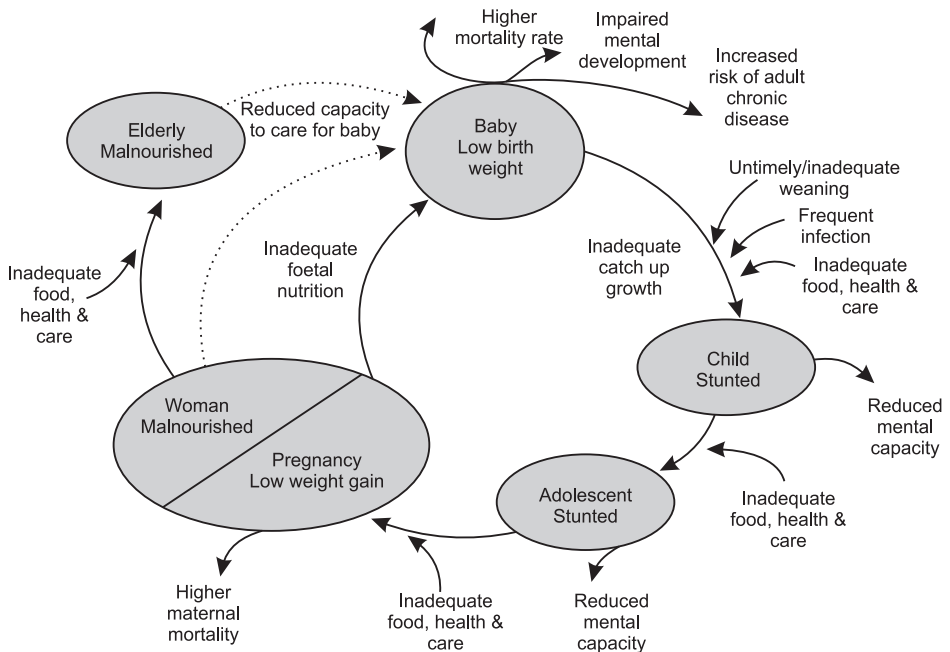 Higher
mortality rate
Impaired
mental
development
Increased
risk of adult
chronic
disease
Elderly
Malnourished
Reduced capacity
to care for baby
Baby
Low birth
weight
Untimely/inadequate
weaning
Frequent
infection
Inadequate
food, health &
care
Inadequate
catch up
growth
Inadequate
foetal
nutrition
Inadequate
food,
health &
care
Child
Stunted
Reduced
mental
capacity
Woman
Malnourished
Pregnancy
Low weight gain
Adolescent
Stunted
Inadequate
food, health &
care
Higher
maternal
mortality
Inadequate
food, health &
care
Reduced
mental
capacity